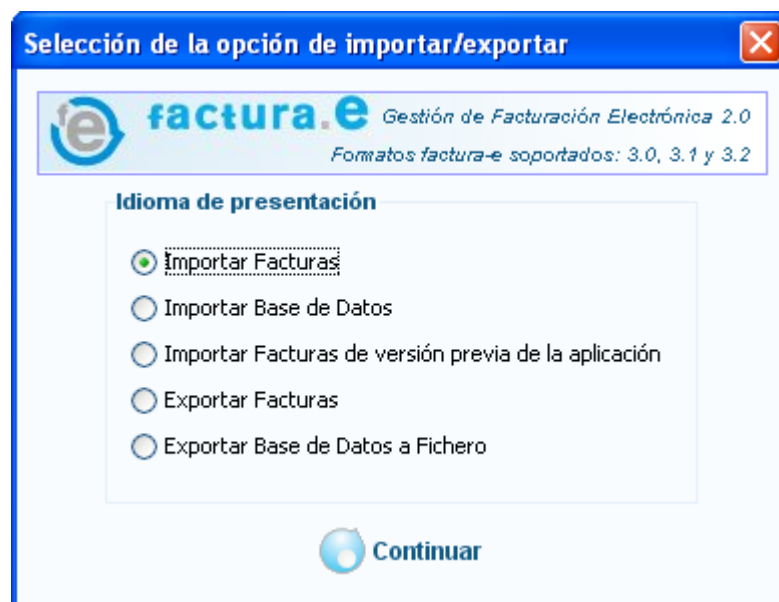 Selección de la opción de importar/exportar
fe factura.e Gestión de Facturación Electrónica 2.0
Formatos factura-e soportados: 3.0, 3.1 y 3.2
Idioma de presentación
Importar Facturas
Importar Base de Datos
Importar Facturas de versión previa de la aplicación
Exportar Facturas
Exportar Base de Datos a Fichero
Continuar